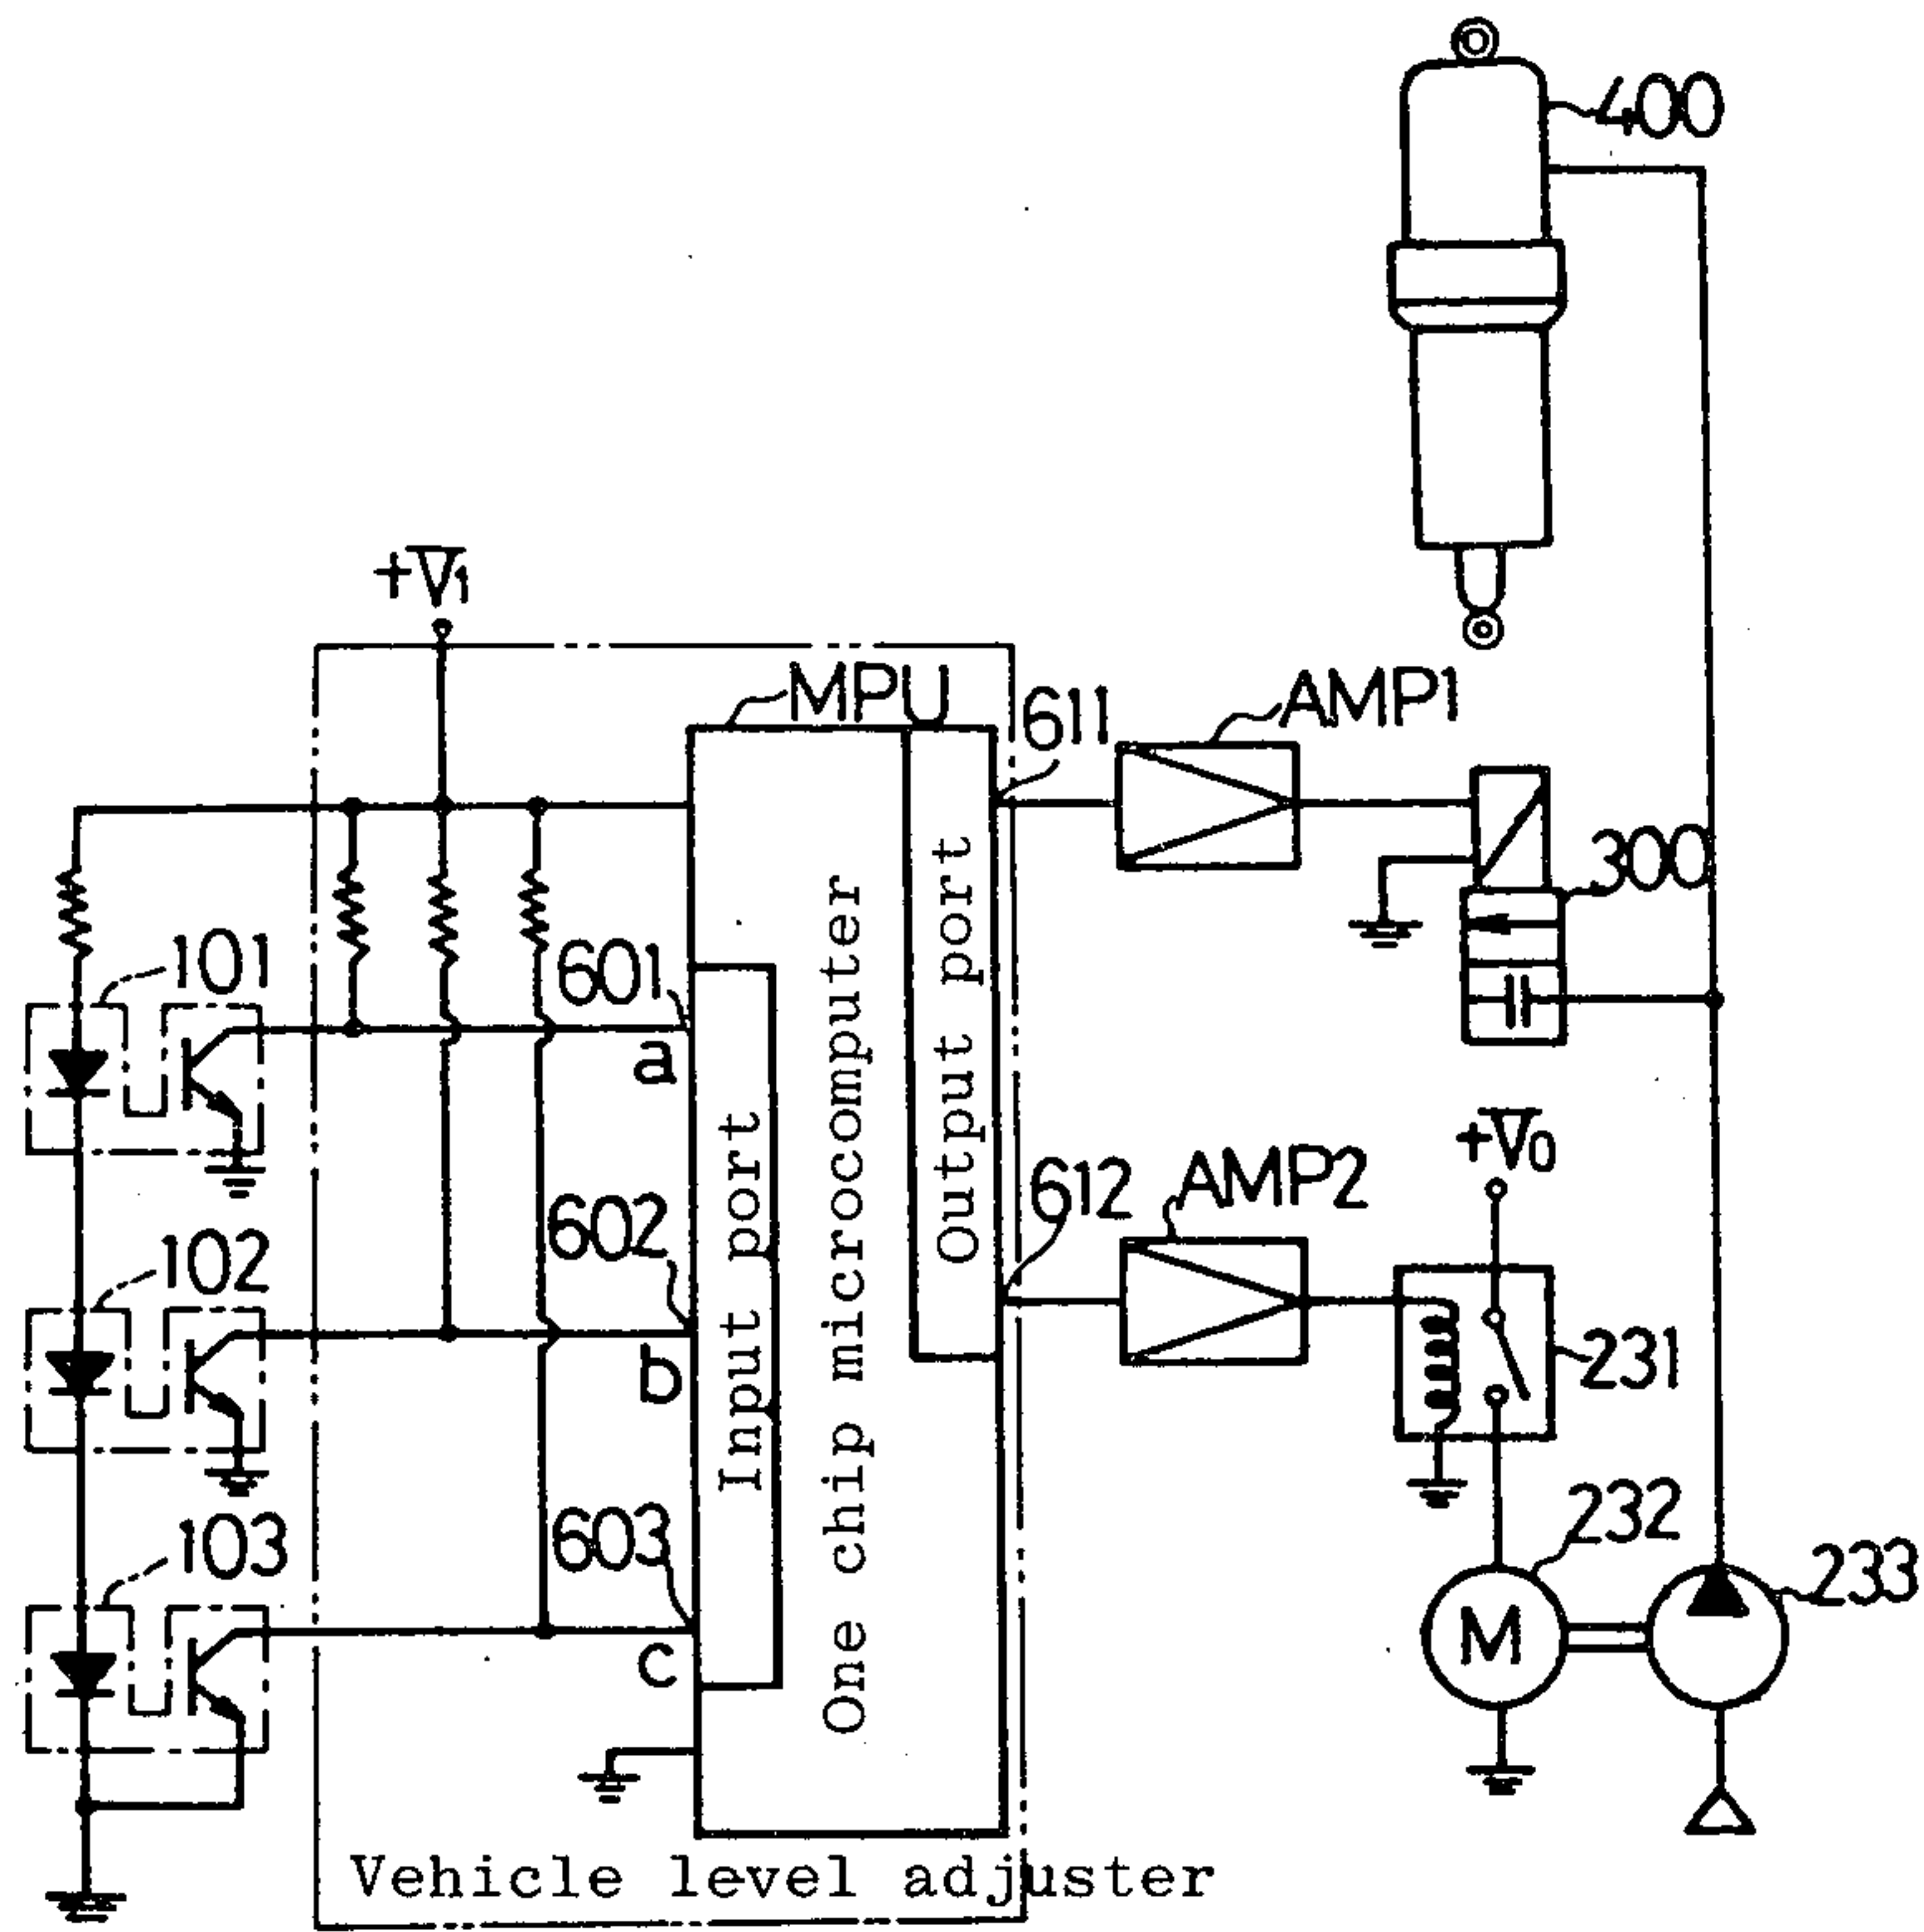 400
+V1
MPU
611
AMP1
300
101
601
a
Input port
One chip microcomputer
Output port
+V0
602
612
AMP2
102
b
231
603
232
103
233
c
M
Vehicle level adjuster